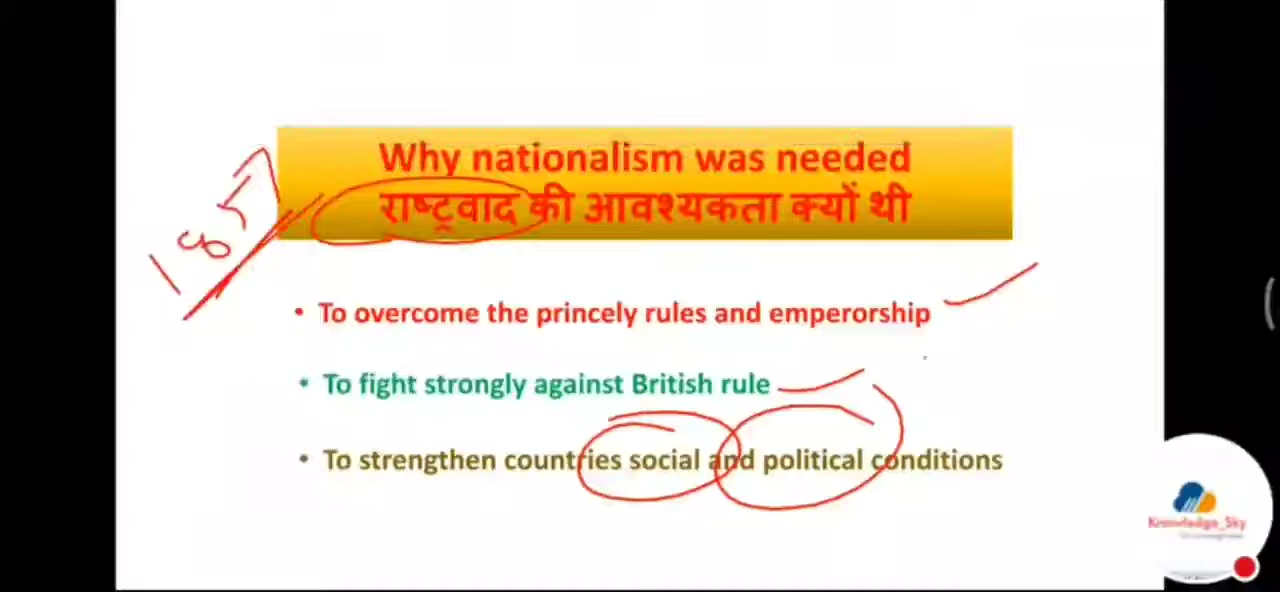 Why nationalism was needed
राष्ट्रवाद की आवश्यकता क्यों थी
1857
• To overcome the princely rules and emperorship
• To fight strongly against British rule
• To strengthen countries social and political conditions
Knowledge_Sky